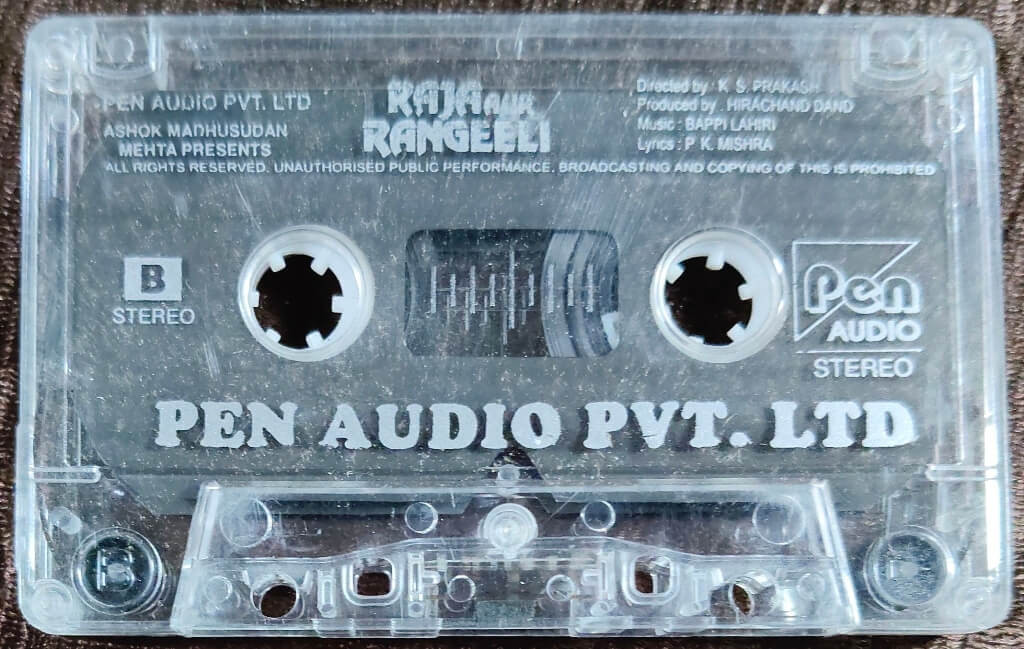 PEN AUDIO PVT. LTD
ASHOK MADHUSUDAN
MEHTA PRESENTS
RAJA AUR
RANGEELI
Directed by : K. S. PRAKASH
Produced by : HIRACHAND DAND
Music : BAPPI LAHIRI
Lyrics : P. K. MISHRA
ALL RIGHTS RESERVED. UNAUTHORISED PUBLIC PERFORMANCE. BROADCASTING AND COPYING OF THIS IS PROHIBITED
B
STEREO
Pen
AUDIO
STEREO
PEN AUDIO PVT. LTD
B